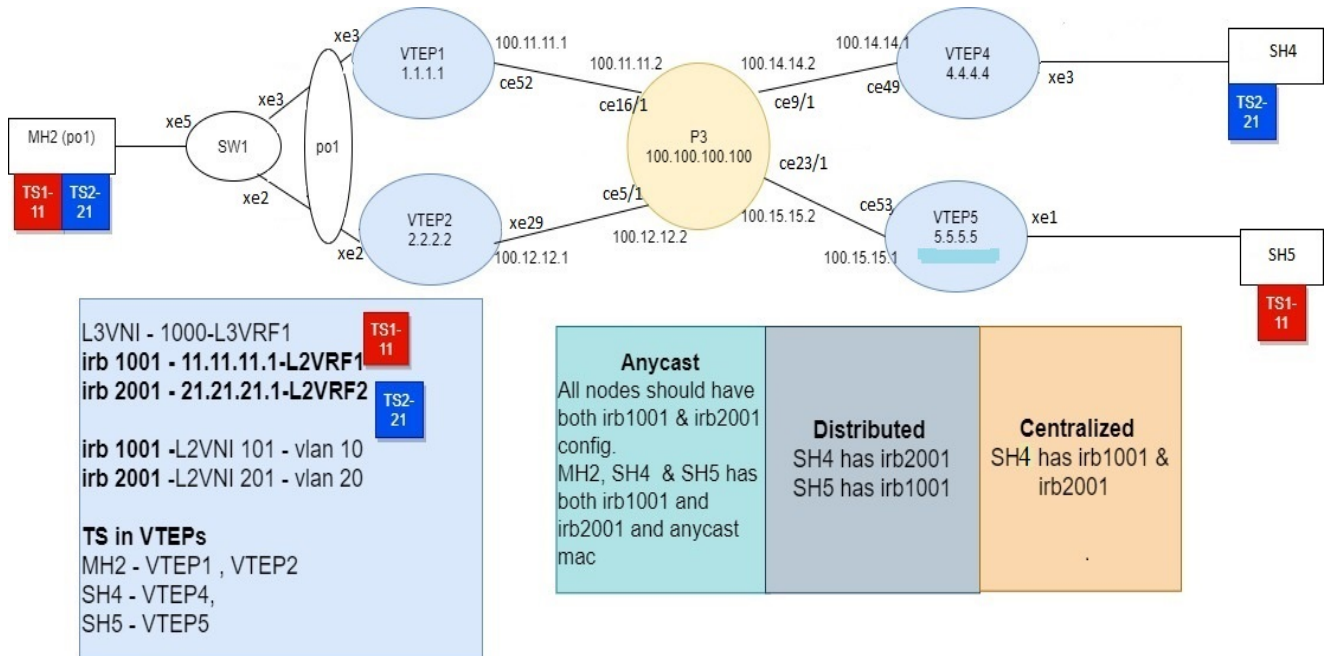 xe3
VTEP1
1.1.1.1
100.11.11.1
ce52
100.11.11.2
ce16/1
100.14.14.1
100.14.14.2
ce9/1
ce49
VTEP4
4.4.4.4
xe3
SH4
TS2-
21
MH2 (po1)
TS1-
11
TS2-
21
xe5
SW1
xe3
xe2
po1
P3
100.100.100.100
ce23/1
ce5/1
xe2
VTEP2
2.2.2.2
xe29
100.12.12.1
100.12.12.2
100.15.15.2
ce53
100.15.15.1
VTEP5
5.5.5.5
xe1
SH5
TS1-
11
L3VNI - 1000-L3VRF1
irb 1001 - 11.11.11.1-L2VRF1
irb 2001 - 21.21.21.1-L2VRF2
TS1-
11
TS2-
21
irb 1001 -L2VNI 101 - vlan 10
irb 2001 -L2VNI 201 - vlan 20
TS in VTEPs
MH2 - VTEP1 , VTEP2
SH4 - VTEP4,
SH5 - VTEP5
Anycast
All nodes should have
both irb1001 & irb2001
config.
MH2, SH4 & SH5 has
both irb1001 and
irb2001 and anycast
mac
Distributed
SH4 has irb2001
SH5 has irb1001
Centralized
SH4 has irb1001 &
irb2001
.